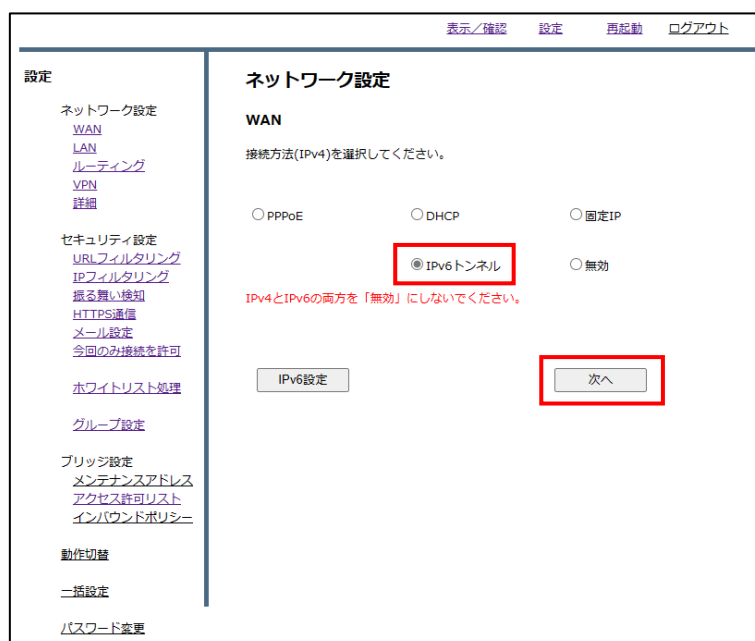 表示／確認 設定 再起動 ログアウト
設定
ネットワーク設定
WAN
LAN
ルーティング
VPN
詳細
セキュリティ設定
URLフィルタリング
IPフィルタリング
振る舞い検知
HTTPS通信
メール設定
今回のみ接続を許可
ホワイトリスト処理
グループ設定
ブリッジ設定
メンテナンスアドレス
アクセス許可リスト
インバウンドポリシー
動作切替
一括設定
パスワード変更
ネットワーク設定
WAN
接続方法(IPv4)を選択してください。
PPPoE DHCP 固定IP
IPv6トンネル 無効
IPv4とIPv6の両方を「無効」にしないでください。
IPv6設定 次へ